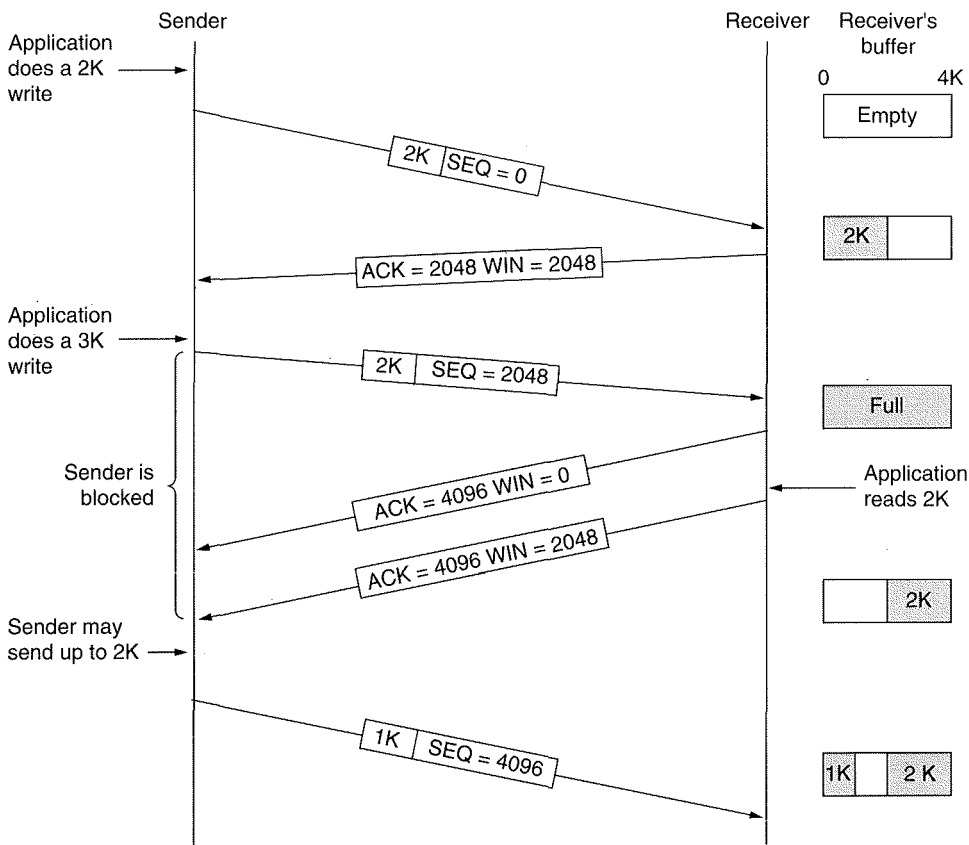 Sender
Receiver
Receiver's
buffer
Application
does a 2K
write
0 4K
Empty
2K SEQ = 0
2K
ACK = 2048 WIN = 2048
Application
does a 3K
write
2K SEQ = 2048
Full
Sender is
blocked
ACK = 4096 WIN = 0
Application
reads 2K
ACK = 4096 WIN = 2048
2K
Sender may
send up to 2K
1K SEQ = 4096
1K 2 K